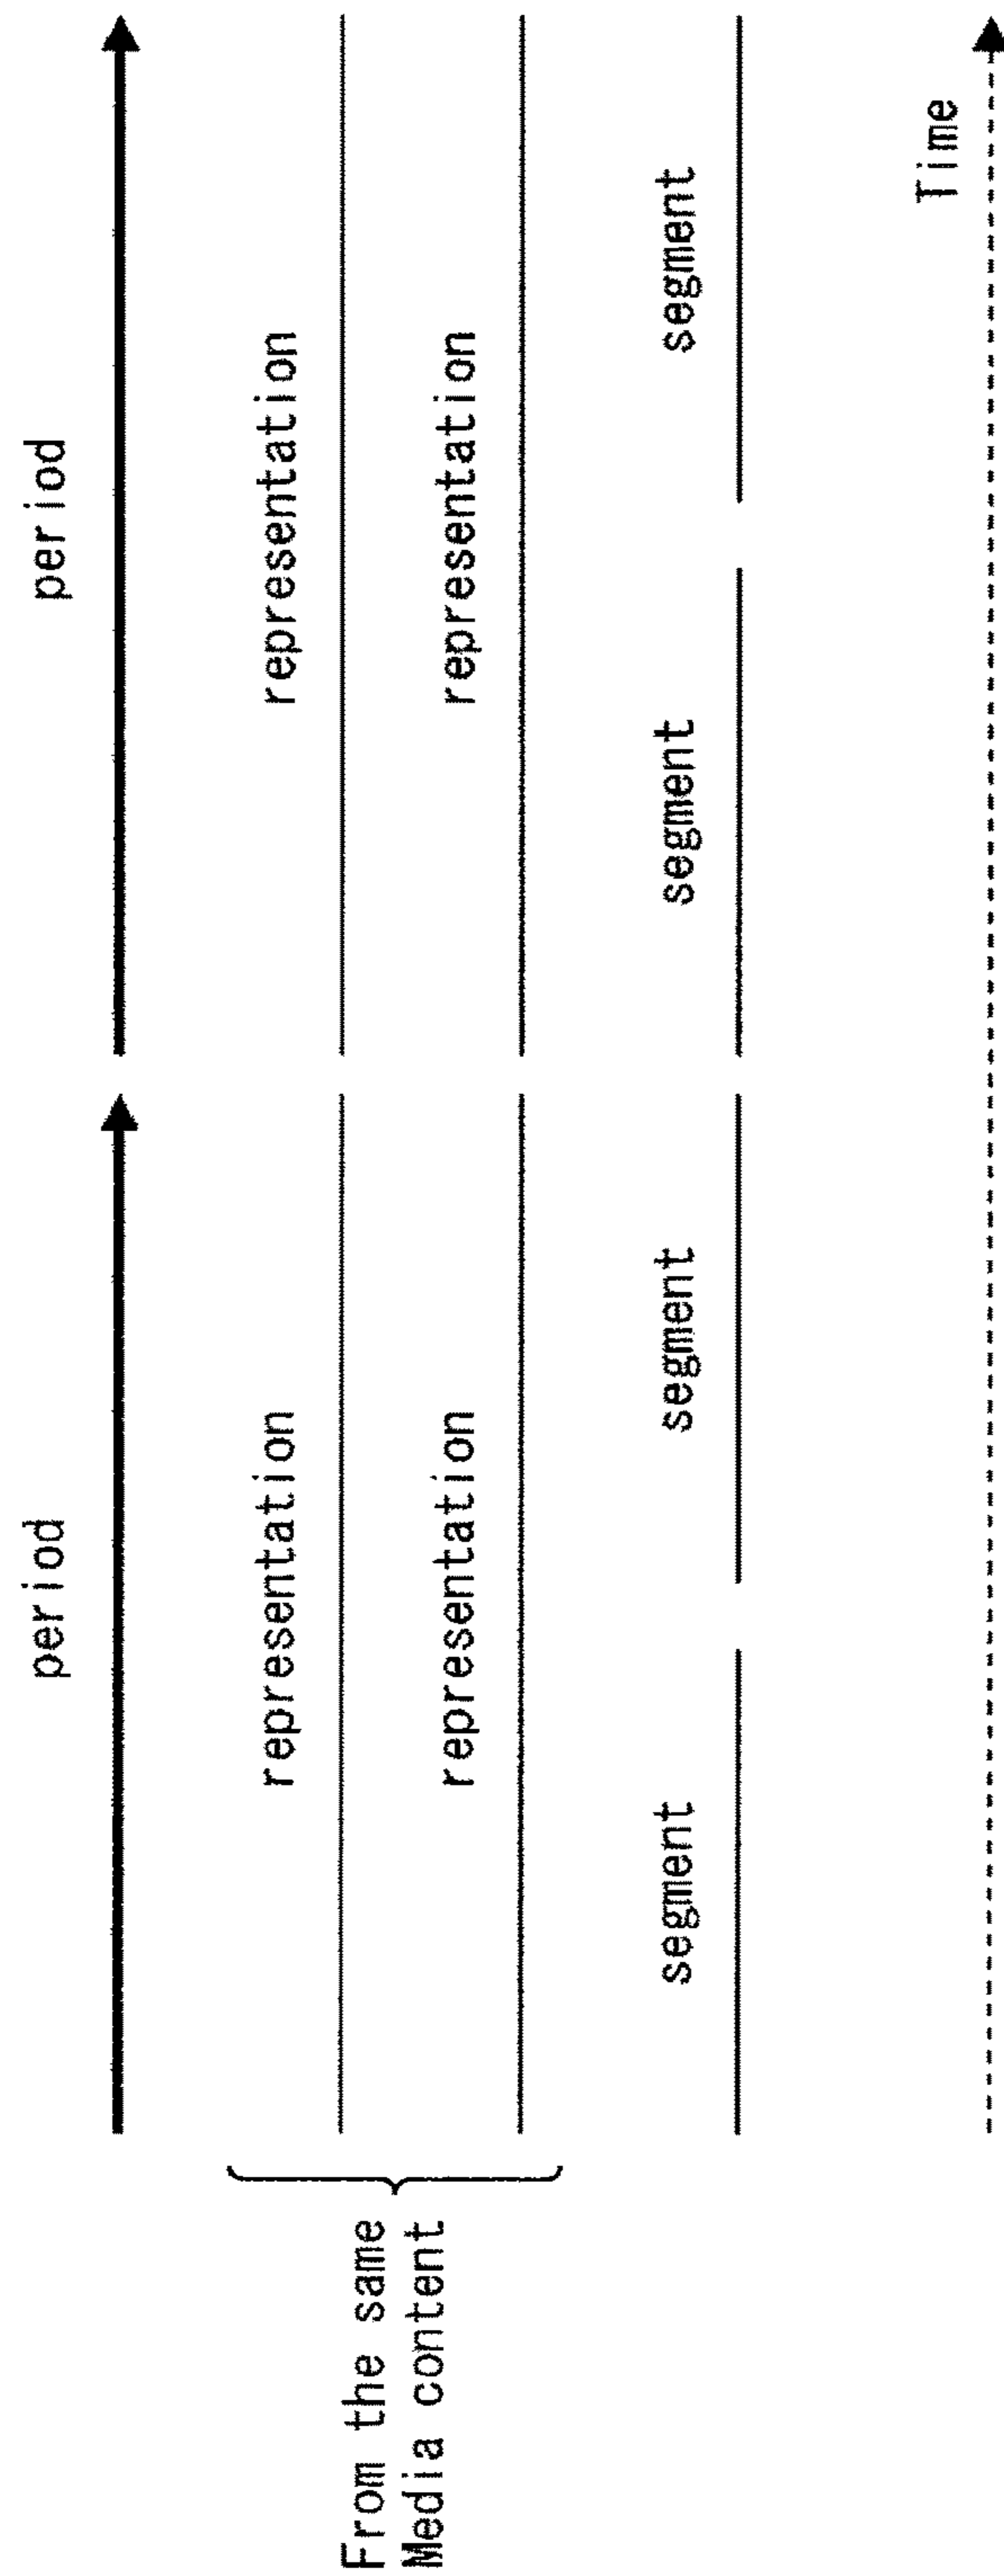 period
period
representation
representation
From the same
Media content
representation
representation
segment
segment
segment
segment
Time